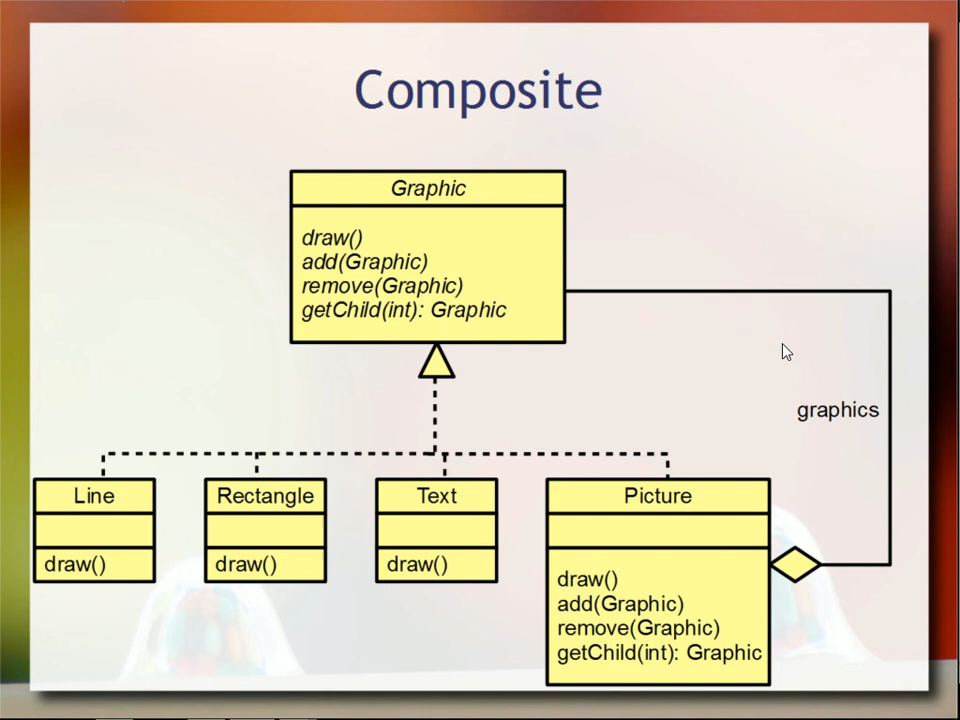 Composite
Graphic
draw()
add(Graphic)
remove(Graphic)
getChild(int): Graphic
graphics
Line
draw()
Rectangle
draw()
Text
draw()
Picture
draw()
add(Graphic)
remove(Graphic)
getChild(int): Graphic